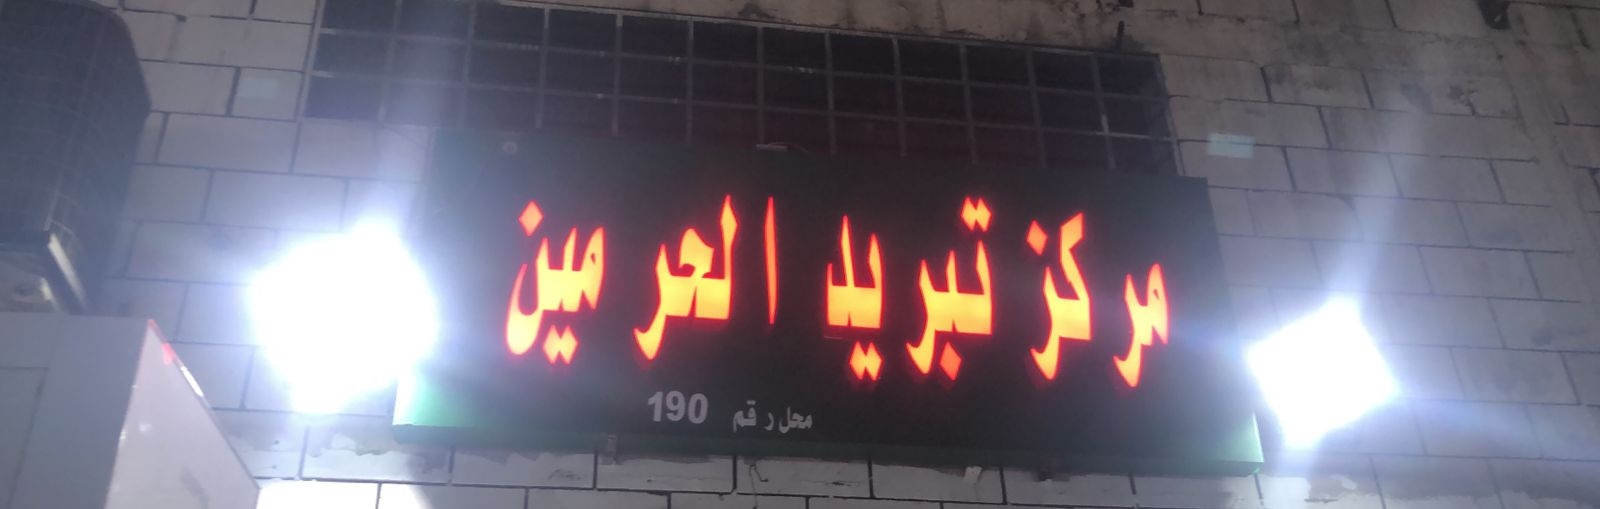 مركز تبريد الحرمين
محل رقم 190